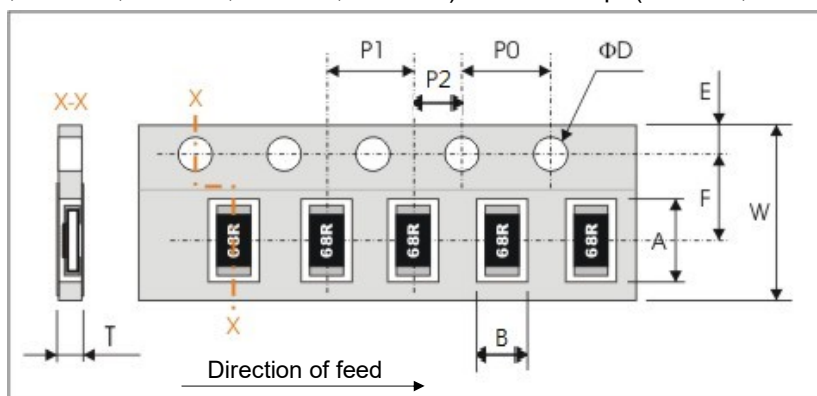 P1
P0
ΦD
P2
E
X-X
X
F
W
68R
68R
68R
68R
68R
A
X
T
B
Direction of feed